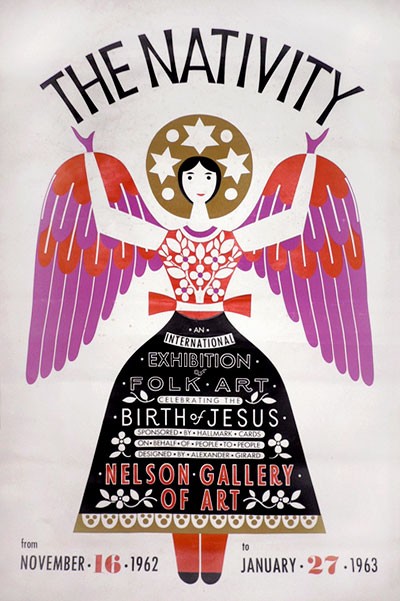 THE NATIVITY
· AN ·
INTERNATIONAL
EXHIBITION
of
FOLK · ART
CELEBRATING THE
· BIRTH of JESUS ·
SPONSORED · BY · HALLMARK · CARDS
ON · BEHALF · OF · PEOPLE · TO · PEOPLE
DESIGNED · BY · ALEXANDER · GIRARD
· NELSON · GALLERY ·
OF ART
from
NOVEMBER · 16 · 1962
to
JANUARY · 27 · 1963